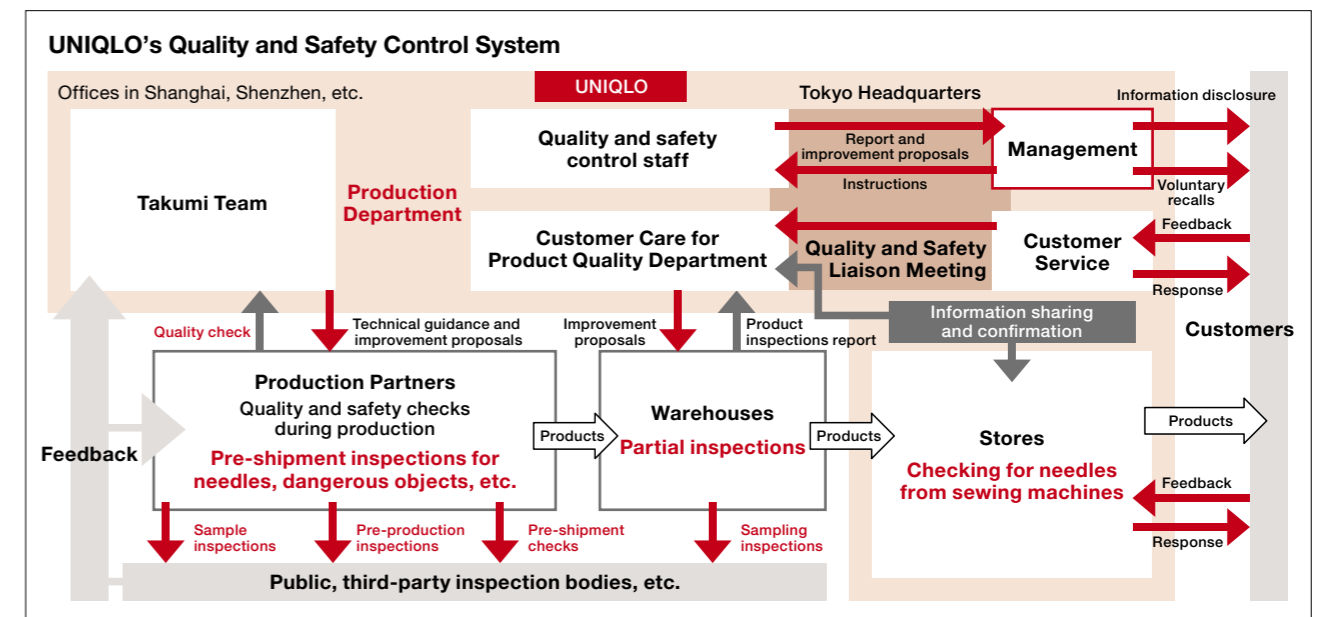 UNIQLO’s Quality and Safety Control System
Offices in Shanghai, Shenzhen, etc.
UNIQLO
Tokyo Headquarters
Information disclosure
Takumi Team
Production
Department
Quality and safety
control staff
Report and
improvement proposals
Instructions
Management
Voluntary
recalls
Customer Care for
Product Quality Department
Quality and Safety
Liaison Meeting
Customer
Service
Feedback
Response
Information sharing
and confirmation
Customers
Quality check
Technical guidance and
improvement proposals
Improvement
proposals
Product
inspections report
Feedback
Production Partners
Quality and safety checks
during production
Pre-shipment inspections for
needles, dangerous objects, etc.
Products
Warehouses
Partial inspections
Products
Stores
Checking for needles
from sewing machines
Products
Feedback
Response
Sample
inspections
Pre-production
inspections
Pre-shipment
checks
Sampling
inspections
Public, third-party inspection bodies, etc.